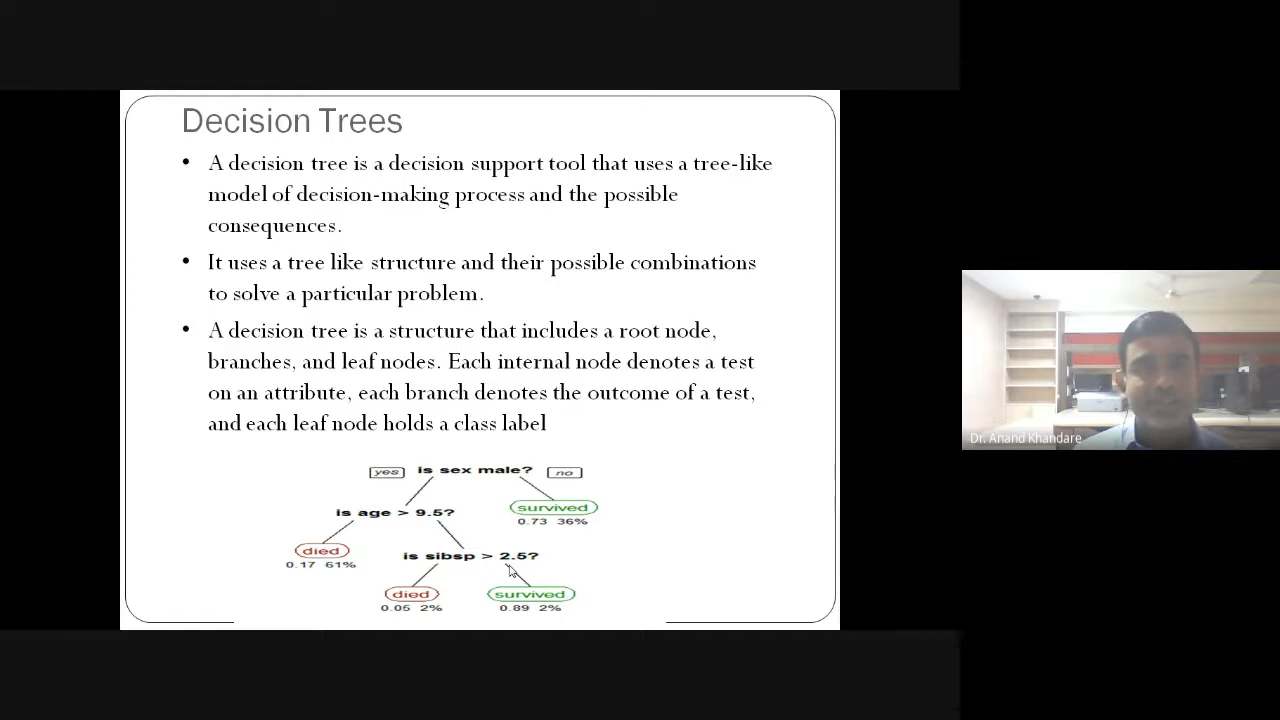 Decision Trees
• A decision tree is a decision support tool that uses a tree-like
model of decision-making process and the possible
consequences.
• It uses a tree like structure and their possible combinations
to solve a particular problem.
• A decision tree is a structure that includes a root node,
branches, and leaf nodes. Each internal node denotes a test
on an attribute, each branch denotes the outcome of a test,
and each leaf node holds a class label
yes is sex male? no
is age > 9.5?
survived
0.73 36%
died
0.17 61%
is sibsp > 2.5?
died
0.05 2%
survived
0.89 2%
Dr. Anand Khandare